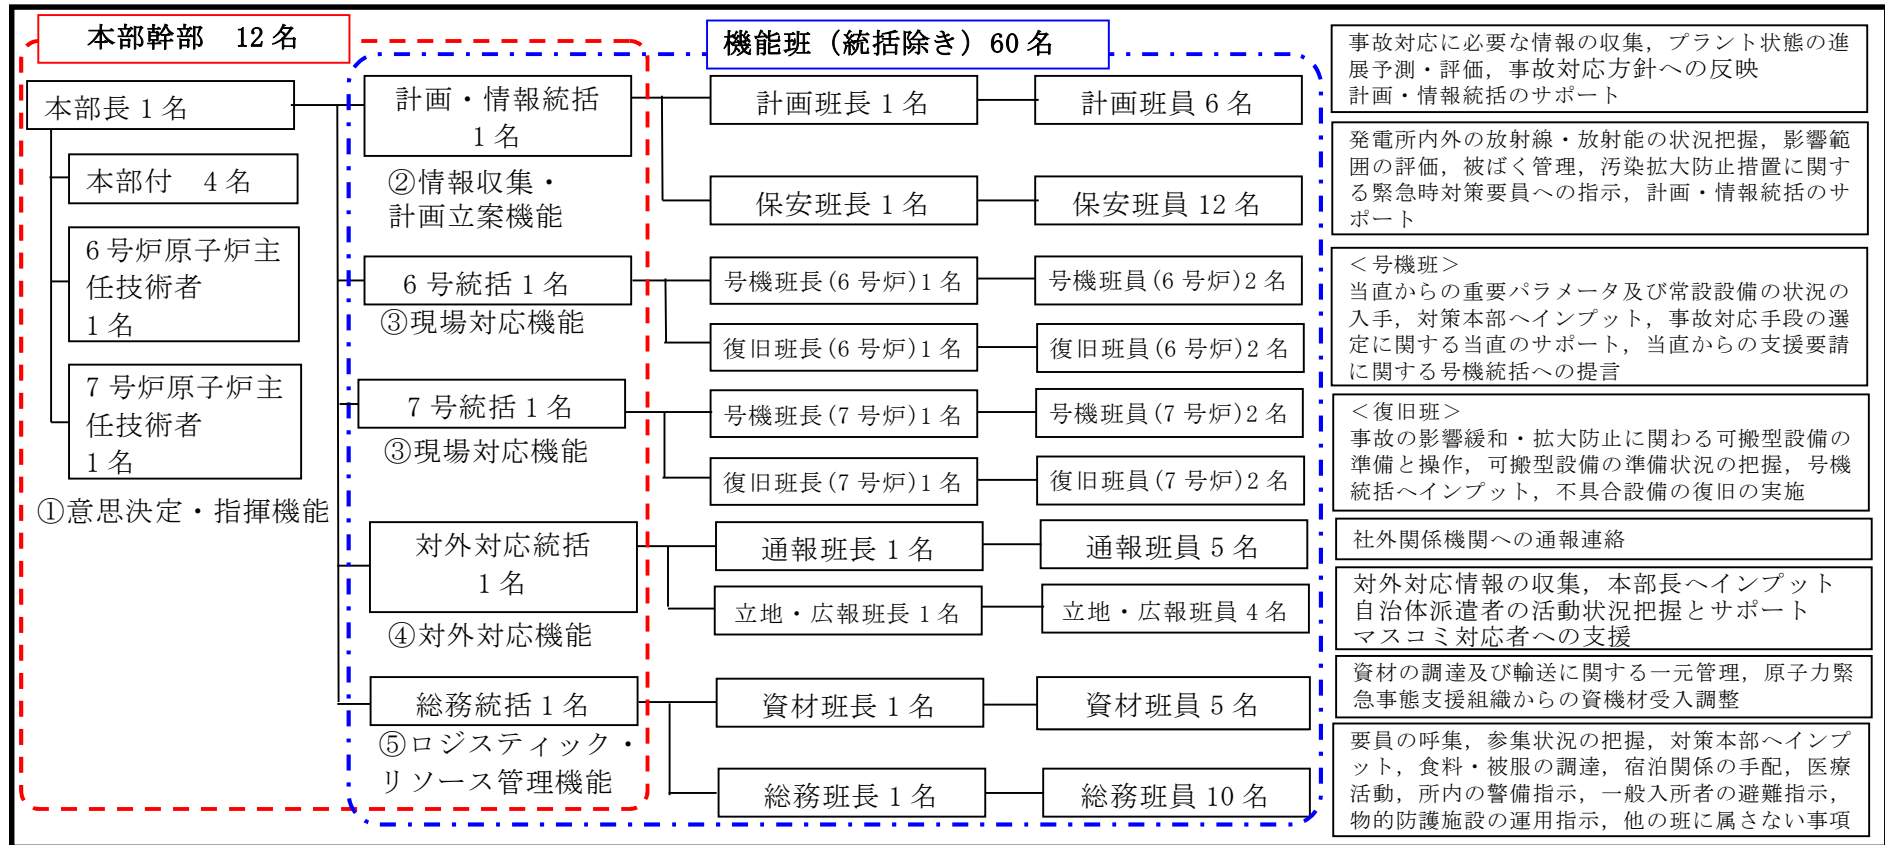 本部幹部　12名
機能班（統括除き）60名
本部長1名
本部付　4名
6号炉原子炉主
任技術者
1名
7号炉原子炉主
任技術者
1名
①意思決定・指揮機能
計画・情報統括
1名
②情報収集・
計画立案機能
6号統括1名
③現場対応機能
7号統括1名
③現場対応機能
対外対応統括
1名
④対外対応機能
総務統括1名
⑤ロジスティック・
リソース管理機能
計画班長1名
計画班員6名
保安班長1名
保安班員12名
号機班長(6号炉)1名
号機班員(6号炉)2名
復旧班長(6号炉)1名
復旧班員(6号炉)2名
号機班長(7号炉)1名
号機班員(7号炉)2名
復旧班長(7号炉)1名
復旧班員(7号炉)2名
通報班長1名
通報班員5名
立地・広報班長1名
立地・広報班員4名
資材班長1名
資材班員5名
総務班長1名
総務班員10名
事故対応に必要な情報の収集，プラント状態の進
展予測・評価，事故対応方針への反映
計画・情報統括のサポート
発電所内外の放射線・放射能の状況把握，影響範
囲の評価，被ばく管理，汚染拡大防止措置に関す
る緊急時対策要員への指示，計画・情報統括のサ
ポート
＜号機班＞
当直からの重要パラメータ及び常設設備の状況の
入手，対策本部へインプット，事故対応手段の選
定に関する当直のサポート，当直からの支援要請
に関する号機統括への提言
＜復旧班＞
事故の影響緩和・拡大防止に関わる可搬型設備の
準備と操作，可搬型設備の準備状況の把握，号機
統括へインプット，不具合設備の復旧の実施
社外関係機関への通報連絡
対外対応情報の収集，本部長へインプット
自治体派遣者の活動状況把握とサポート
マスコミ対応者への支援
資材の調達及び輸送に関する一元管理，原子力緊
急事態支援組織からの資機材受入調整
要員の呼集，参集状況の把握，対策本部へインプ
ット，食料・被服の調達，宿泊関係の手配，医療
活動，所内の警備指示，一般入所者の避難指示，
物的防護施設の運用指示，他の班に属さない事項